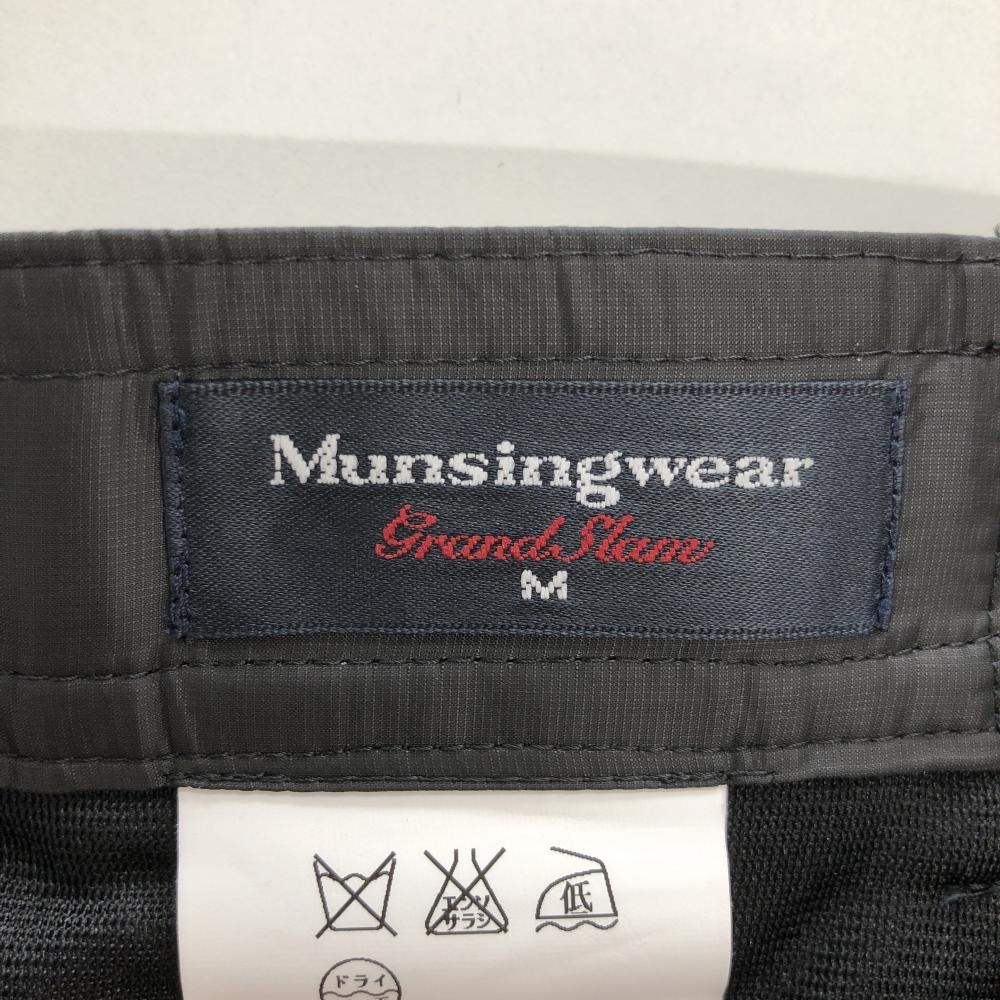 Munsingwear
Grand Slam
M
エンソ
サラシ
低
ドライ